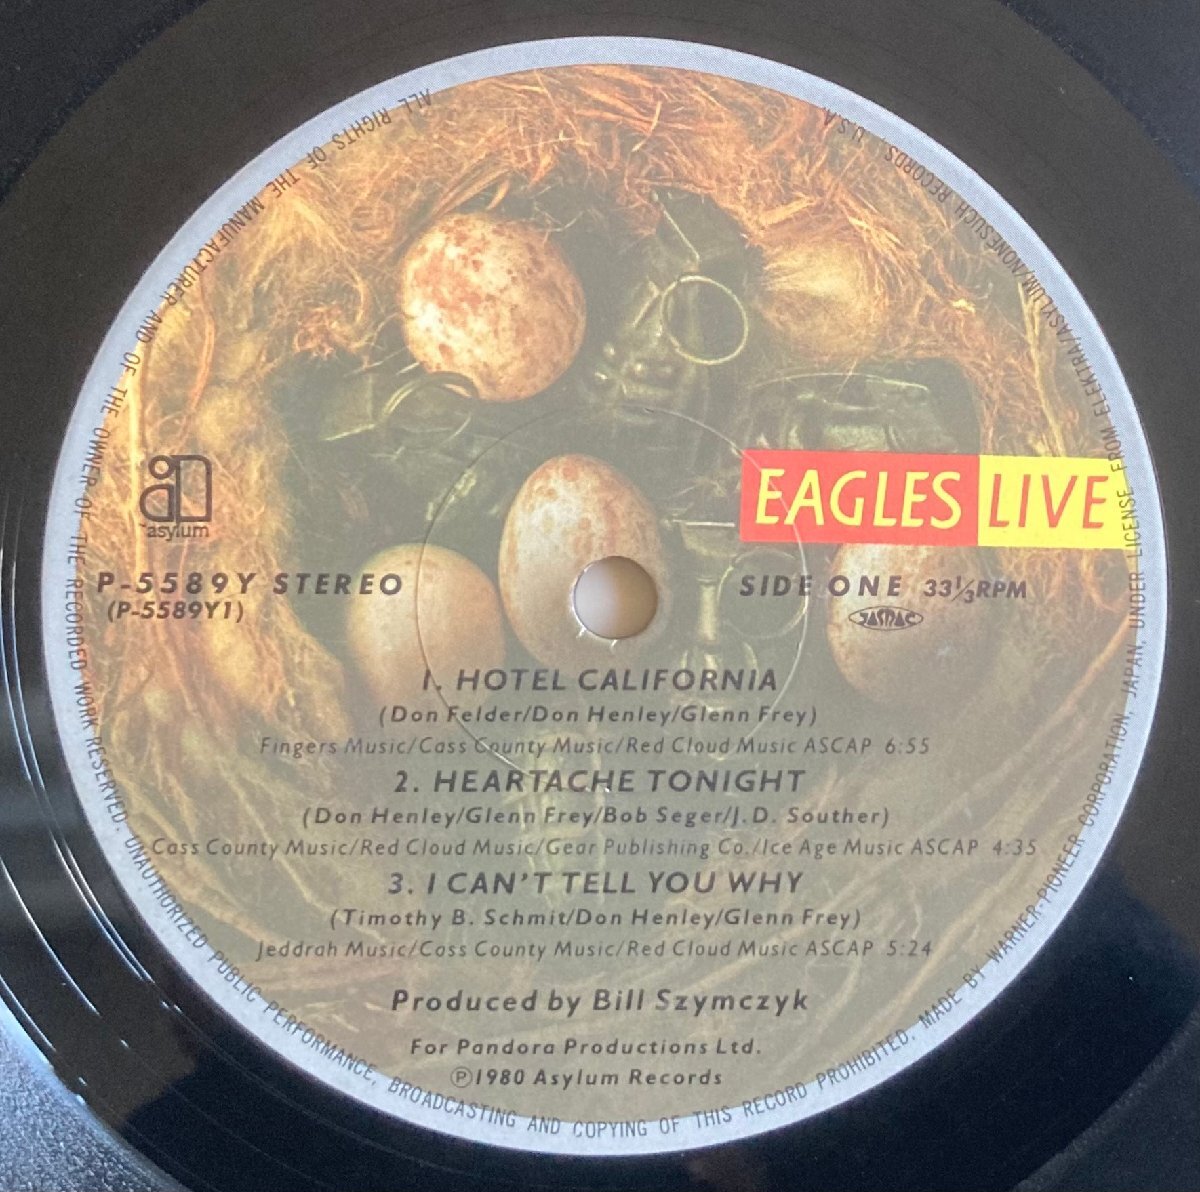 asylum
EAGLES LIVE
P-5589Y STEREO
(P-5589Y1)
SIDE ONE 33⅓RPM
JASRAC
1. HOTEL CALIFORNIA
(Don Felder/Don Henley/Glenn Frey)
Fingers Music/Cass County Music/Red Cloud Music ASCAP 6:55
2. HEARTACHE TONIGHT
(Don Henley/Glenn Frey/Bob Seger/J.D. Souther)
Cass County Music/Red Cloud Music/Gear Publishing Co./Ice Age Music ASCAP 4:35
3. I CAN'T TELL YOU WHY
(Timothy B. Schmit/Don Henley/Glenn Frey)
Jeddrah Music/Cass County Music/Red Cloud Music ASCAP 5:24
Produced by Bill Szymczyk
For Pandora Productions Ltd.
Ⓟ1980 Asylum Records
ALL RIGHTS OF THE MANUFACTURER AND OF THE OWNER OF THE RECORDED WORK RESERVED. UNAUTHORIZED PUBLIC PERFORMANCE, BROADCASTING AND COPYING OF THIS RECORD PROHIBITED. MADE BY WARNER-PIONEER CORPORATION, JAPAN, UNDER LICENSE FROM ELEKTRA/ASYLUM/NONESUCH RECORDS, U.S.A.